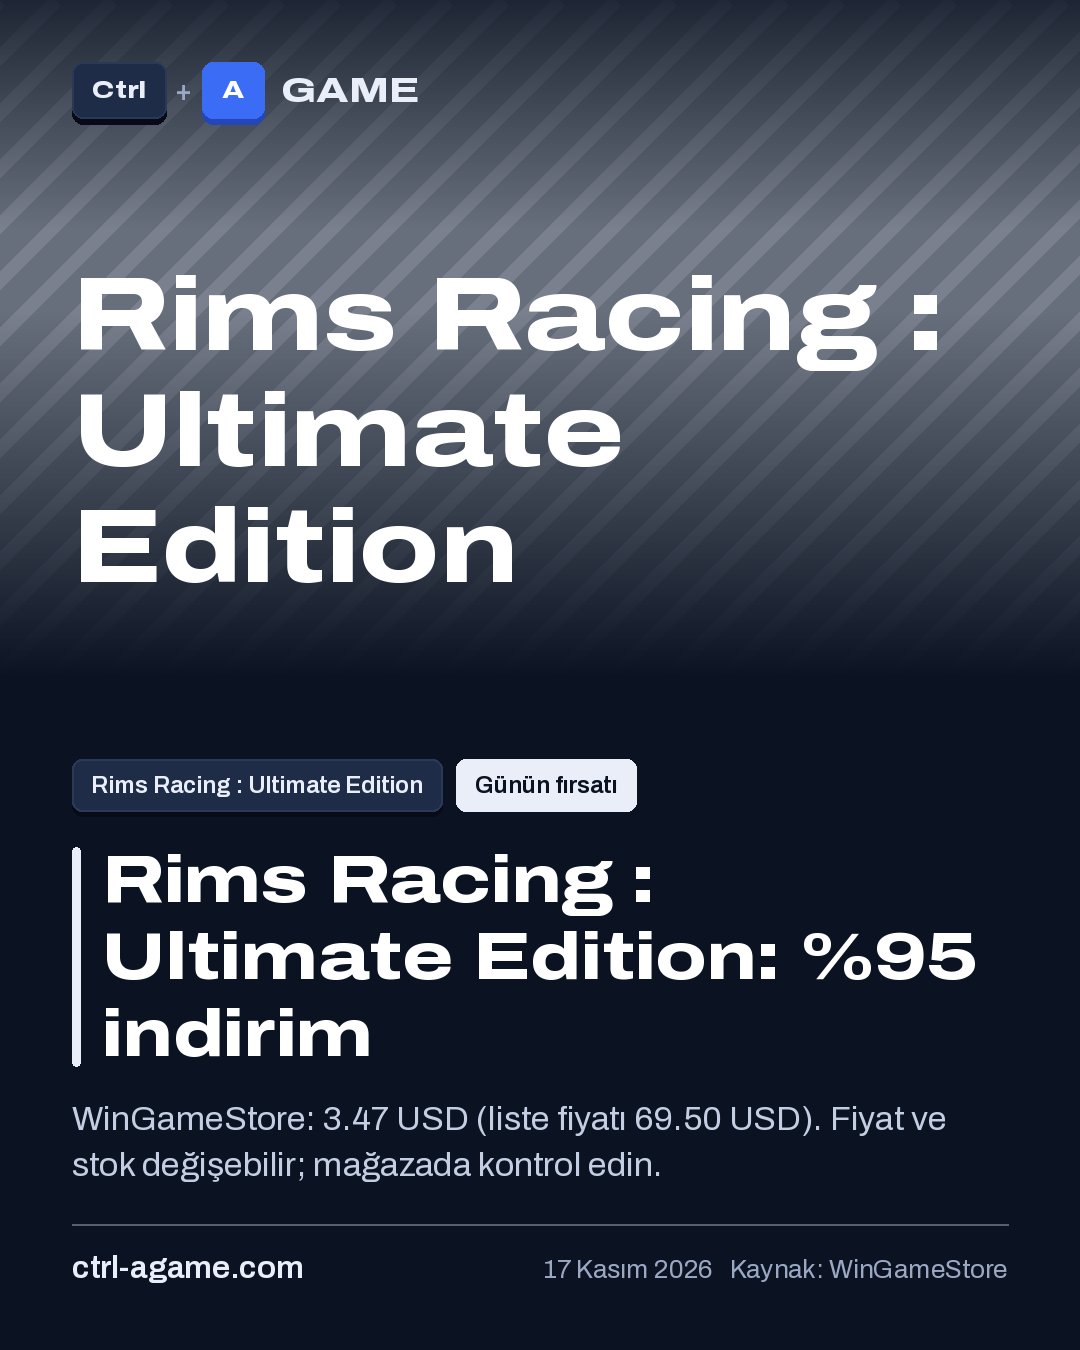 Ctrl + A GAME
Rims Racing :
Ultimate
Edition
Rims Racing : Ultimate Edition
Günün fırsatı
Rims Racing :
Ultimate Edition: %95
indirim
WinGameStore: 3.47 USD (liste fiyatı 69.50 USD). Fiyat ve
stok değişebilir; mağazada kontrol edin.
ctrl-agame.com
17 Kasım 2026 Kaynak: WinGameStore